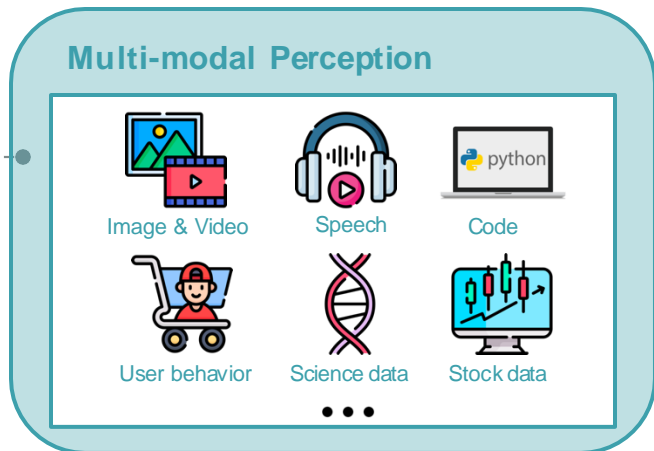 Multi-modal Perception
python
Image & Video
Speech
Code
User behavior
Science data
Stock data
•••